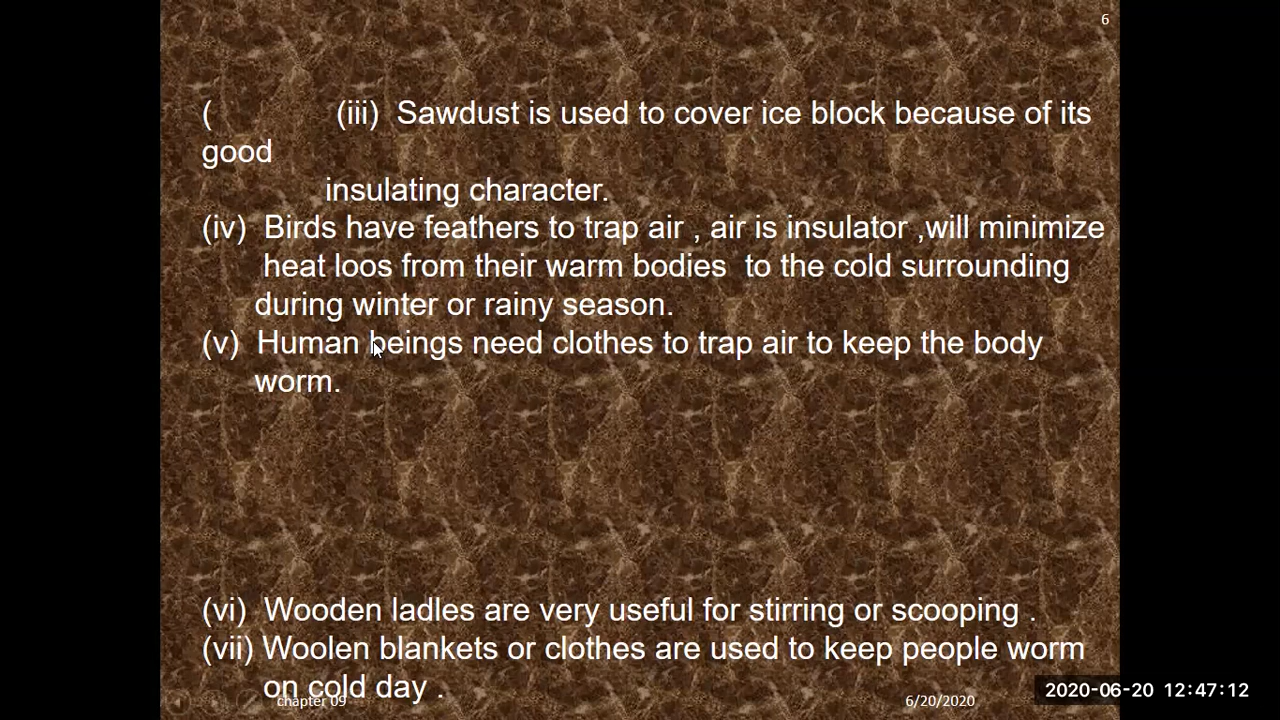 6
( (iii) Sawdust is used to cover ice block because of its
good
insulating character.
(iv) Birds have feathers to trap air , air is insulator ,will minimize
heat loos from their warm bodies to the cold surrounding
during winter or rainy season.
(v) Human beings need clothes to trap air to keep the body
worm.
(vi) Wooden ladles are very useful for stirring or scooping .
(vii) Woolen blankets or clothes are used to keep people worm
on cold day .
chapter 09
6/20/2020
2020-06-20 12:47:12